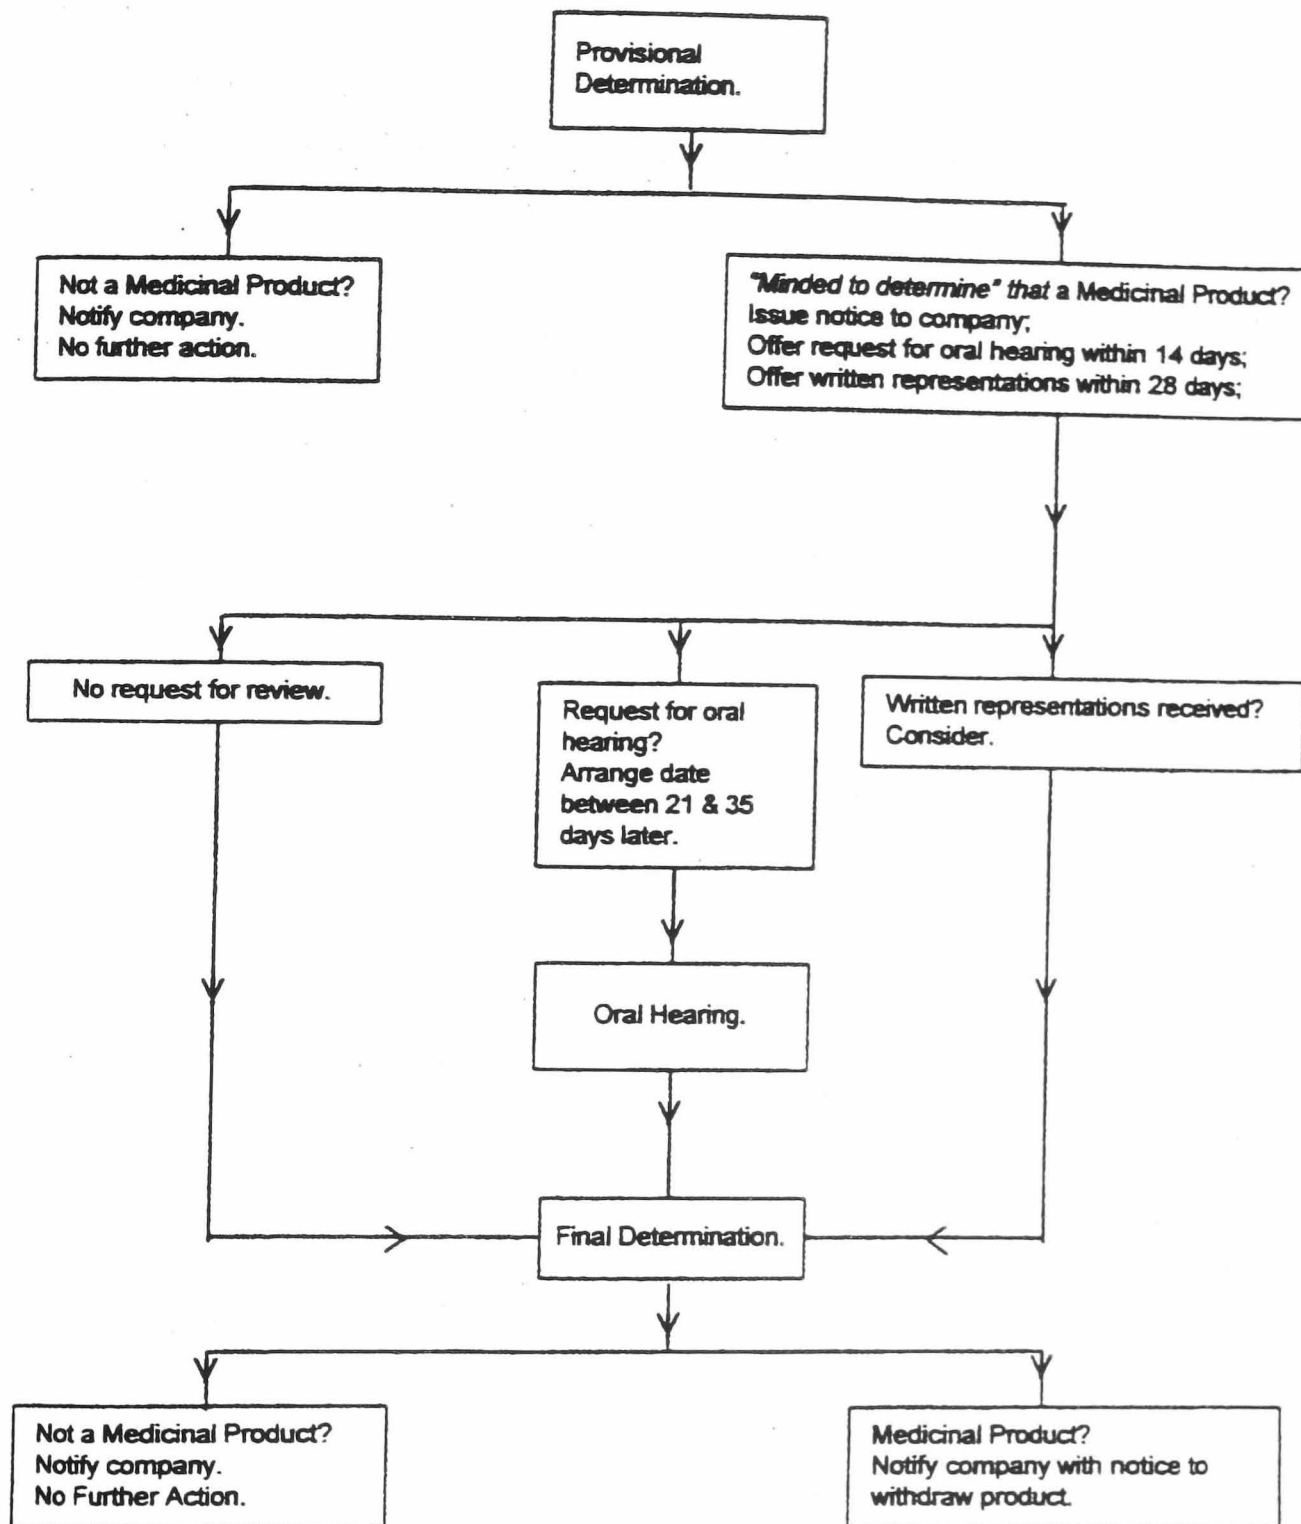 Provisional
Determination.
Not a Medicinal Product?
Notify company.
No further action.
"Minded to determine" that a Medicinal Product?
Issue notice to company;
Offer request for oral hearing within 14 days;
Offer written representations within 28 days;
No request for review.
Request for oral
hearing?
Arrange date
between 21 & 35
days later.
Written representations received?
Consider.
Oral Hearing.
Final Determination.
Not a Medicinal Product?
Notify company.
No Further Action.
Medicinal Product?
Notify company with notice to
withdraw product.